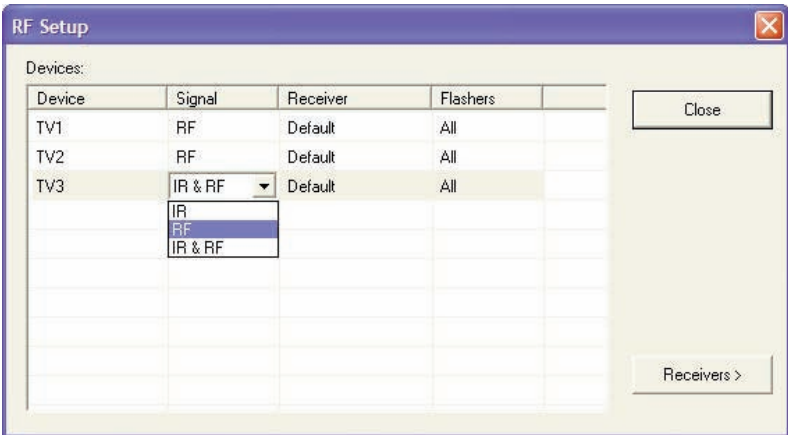 RF Setup
Devices:
Device Signal Receiver Flashers
Close
TV1 RF Default All
TV2 RF Default All
TV3 IR & RF Default All
IR
RF
IR & RF
Receivers >